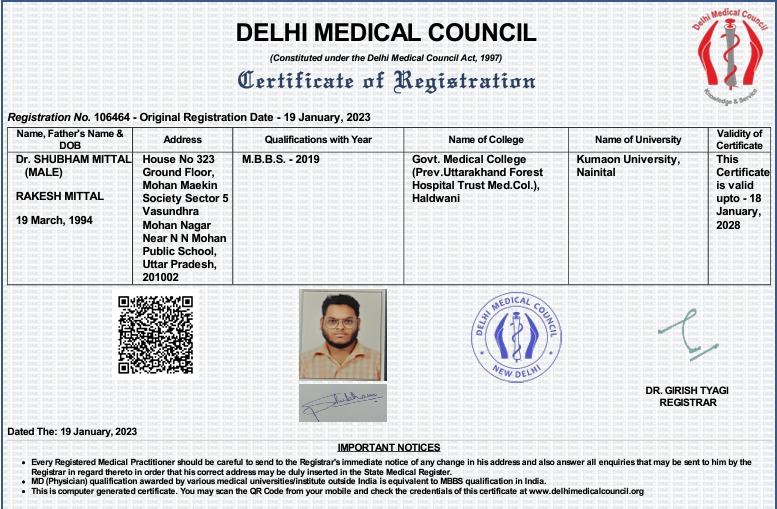 DELHI MEDICAL COUNCIL
(Constituted under the Delhi Medical Council Act, 1997)
Certificate of Registration
Delhi Medical Council
Knowledge & Service
Registration No. 106464 - Original Registration Date - 19 January, 2023
Name, Father's Name &
DOB
Address
Qualifications with Year
Name of College
Name of University
Validity of
Certificate
Dr. SHUBHAM MITTAL
(MALE)
RAKESH MITTAL
19 March, 1994
House No 323
Ground Floor,
Mohan Maekin
Society Sector 5
Vasundhra
Mohan Nagar
Near N N Mohan
Public School,
Uttar Pradesh,
201002
M.B.B.S. - 2019
Govt. Medical College
(Prev.Uttarakhand Forest
Hospital Trust Med.Col.),
Haldwani
Kumaon University,
Nainital
This
Certificate
is valid
upto - 18
January,
2028
DELHI MEDICAL COUNCIL
NEW DELHI
Shubham
DR. GIRISH TYAGI
REGISTRAR
Dated The: 19 January, 2023
IMPORTANT NOTICES
Every Registered Medical Practitioner should be careful to send to the Registrar's immediate notice of any change in his address and also answer all enquiries that may be sent to him by the
Registrar in regard thereto in order that his correct address may be duly inserted in the State Medical Register.
MD (Physician) qualification awarded by various medical universities/institute outside India is equivalent to MBBS qualification in India.
This is computer generated certificate. You may scan the QR Code from your mobile and check the credentials of this certificate at www.delhimedicalcouncil.org